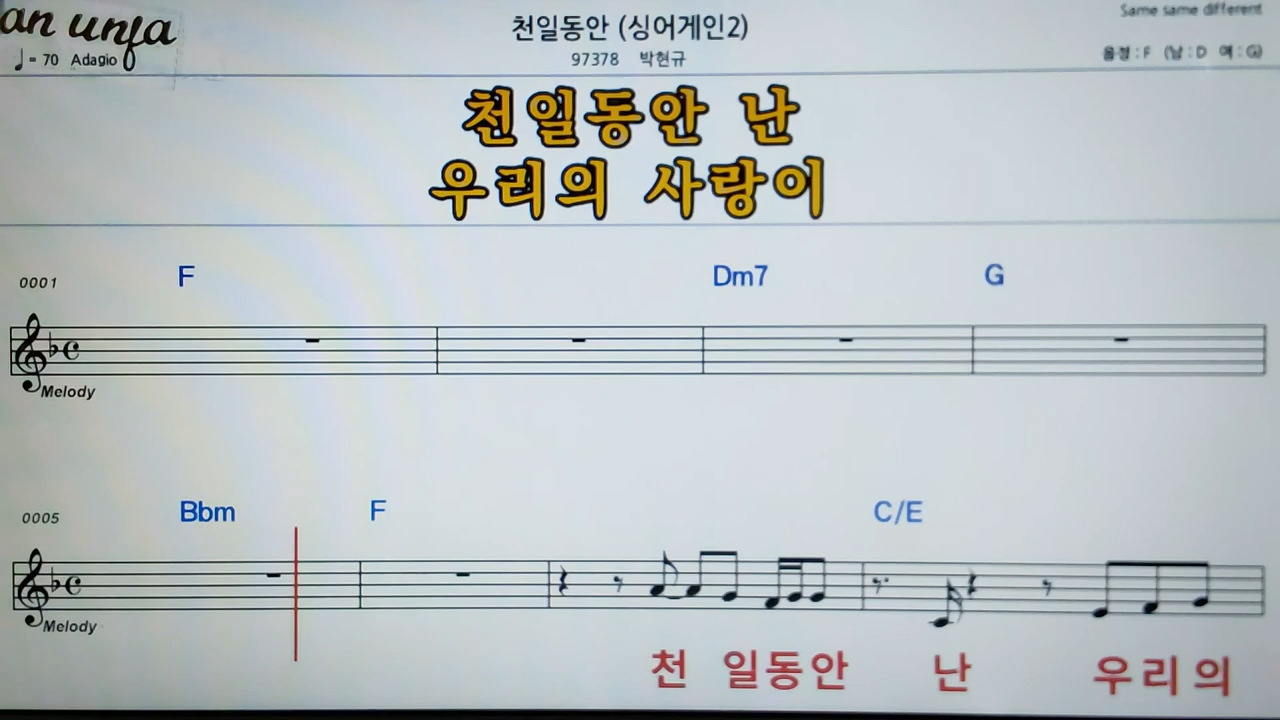 an unja
천일동안 (싱어게인2)
Same same different
♩= 70 Adagio
97378 박현규
음정 : F (남 : D 여 : G)
천일동안 난
우리의 사랑이
0001 F Dm7 G
Melody
0005 Bbm F C/E
Melody
천 일동안 난 우리의